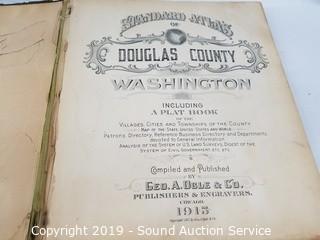 STANDARD ATLAS
OF
DOUGLAS COUNTY
WASHINGTON
INCLUDING
A PLAT BOOK
OF THE
VILLAGES, CITIES AND TOWNSHIPS OF THE COUNTY
MAP OF THE STATE, UNITED STATES AND WORLD
Patrons Directory, Reference Business Directory and Departments
devoted to General Information
ANALYSIS OF THE SYSTEM OF U.S. LAND SURVEYS, DIGEST OF THE
SYSTEM OF CIVIL GOVERNMENT, ETC. ETC.
Compiled and Published
BY
GEO. A. OGLE & CO.
PUBLISHERS & ENGRAVERS.
CHICAGO
1915
Copyright 2019 - Sound Auction Service